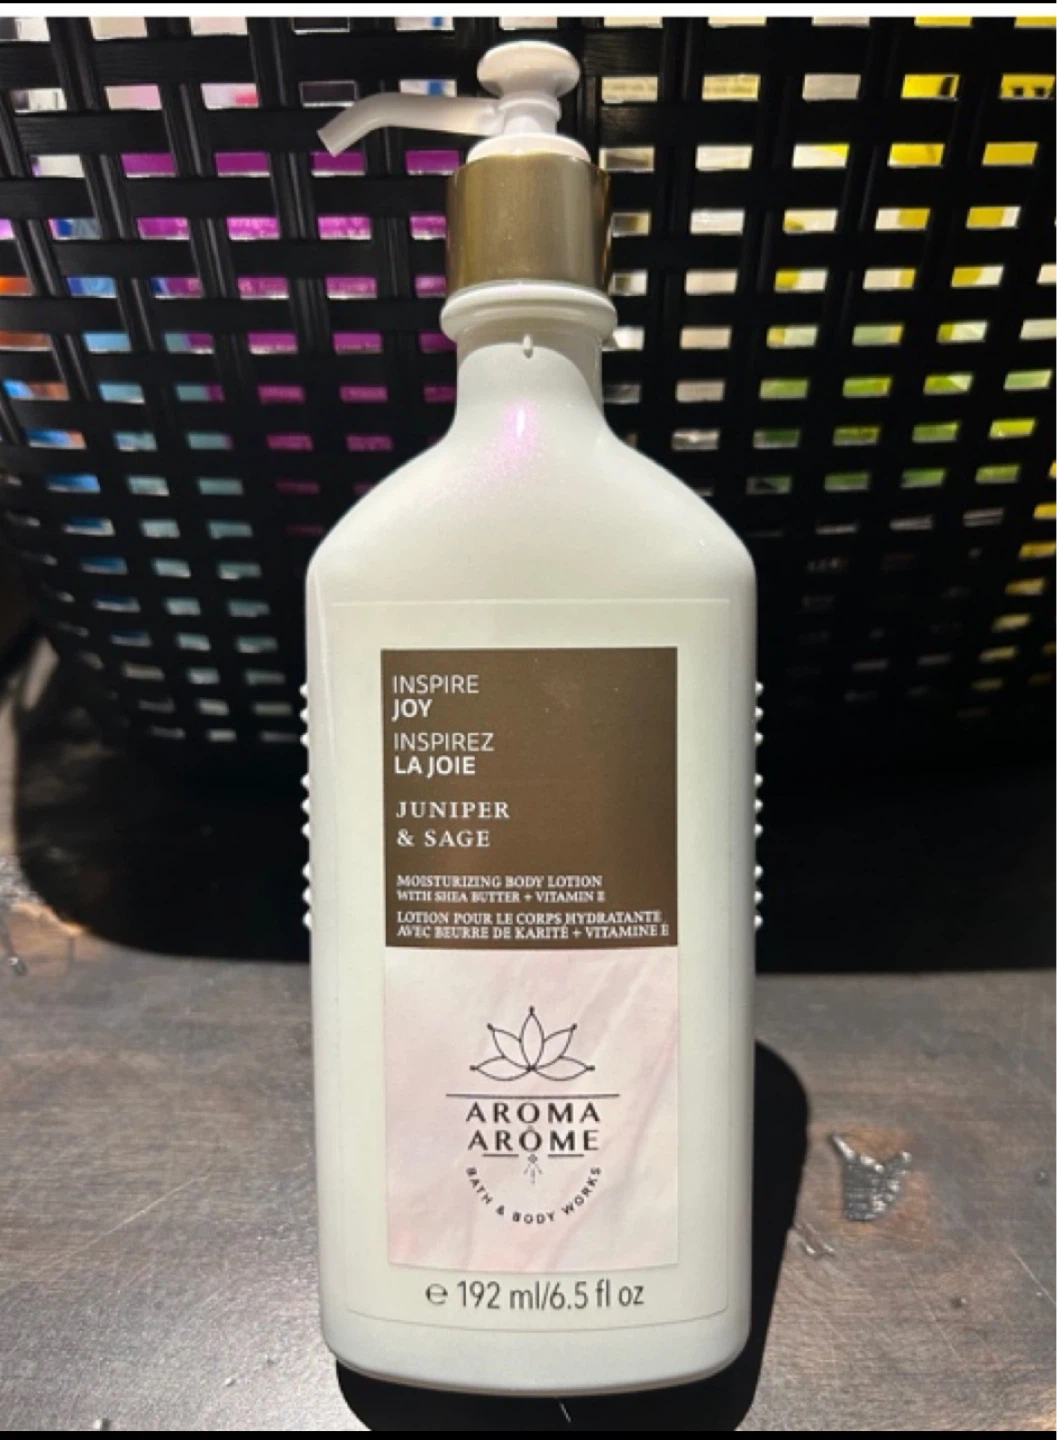 INSPIRE
JOY
INSPIREZ
LA JOIE
JUNIPER
& SAGE
MOISTURIZING BODY LOTION
WITH SHEA BUTTER + VITAMIN E
LOTION POUR LE CORPS HYDRATANTE
AVEC BEURRE DE KARITÉ + VITAMINE E
AROMA
AROME
BATH & BODY WORKS
℮ 192 ml/6.5 fl oz